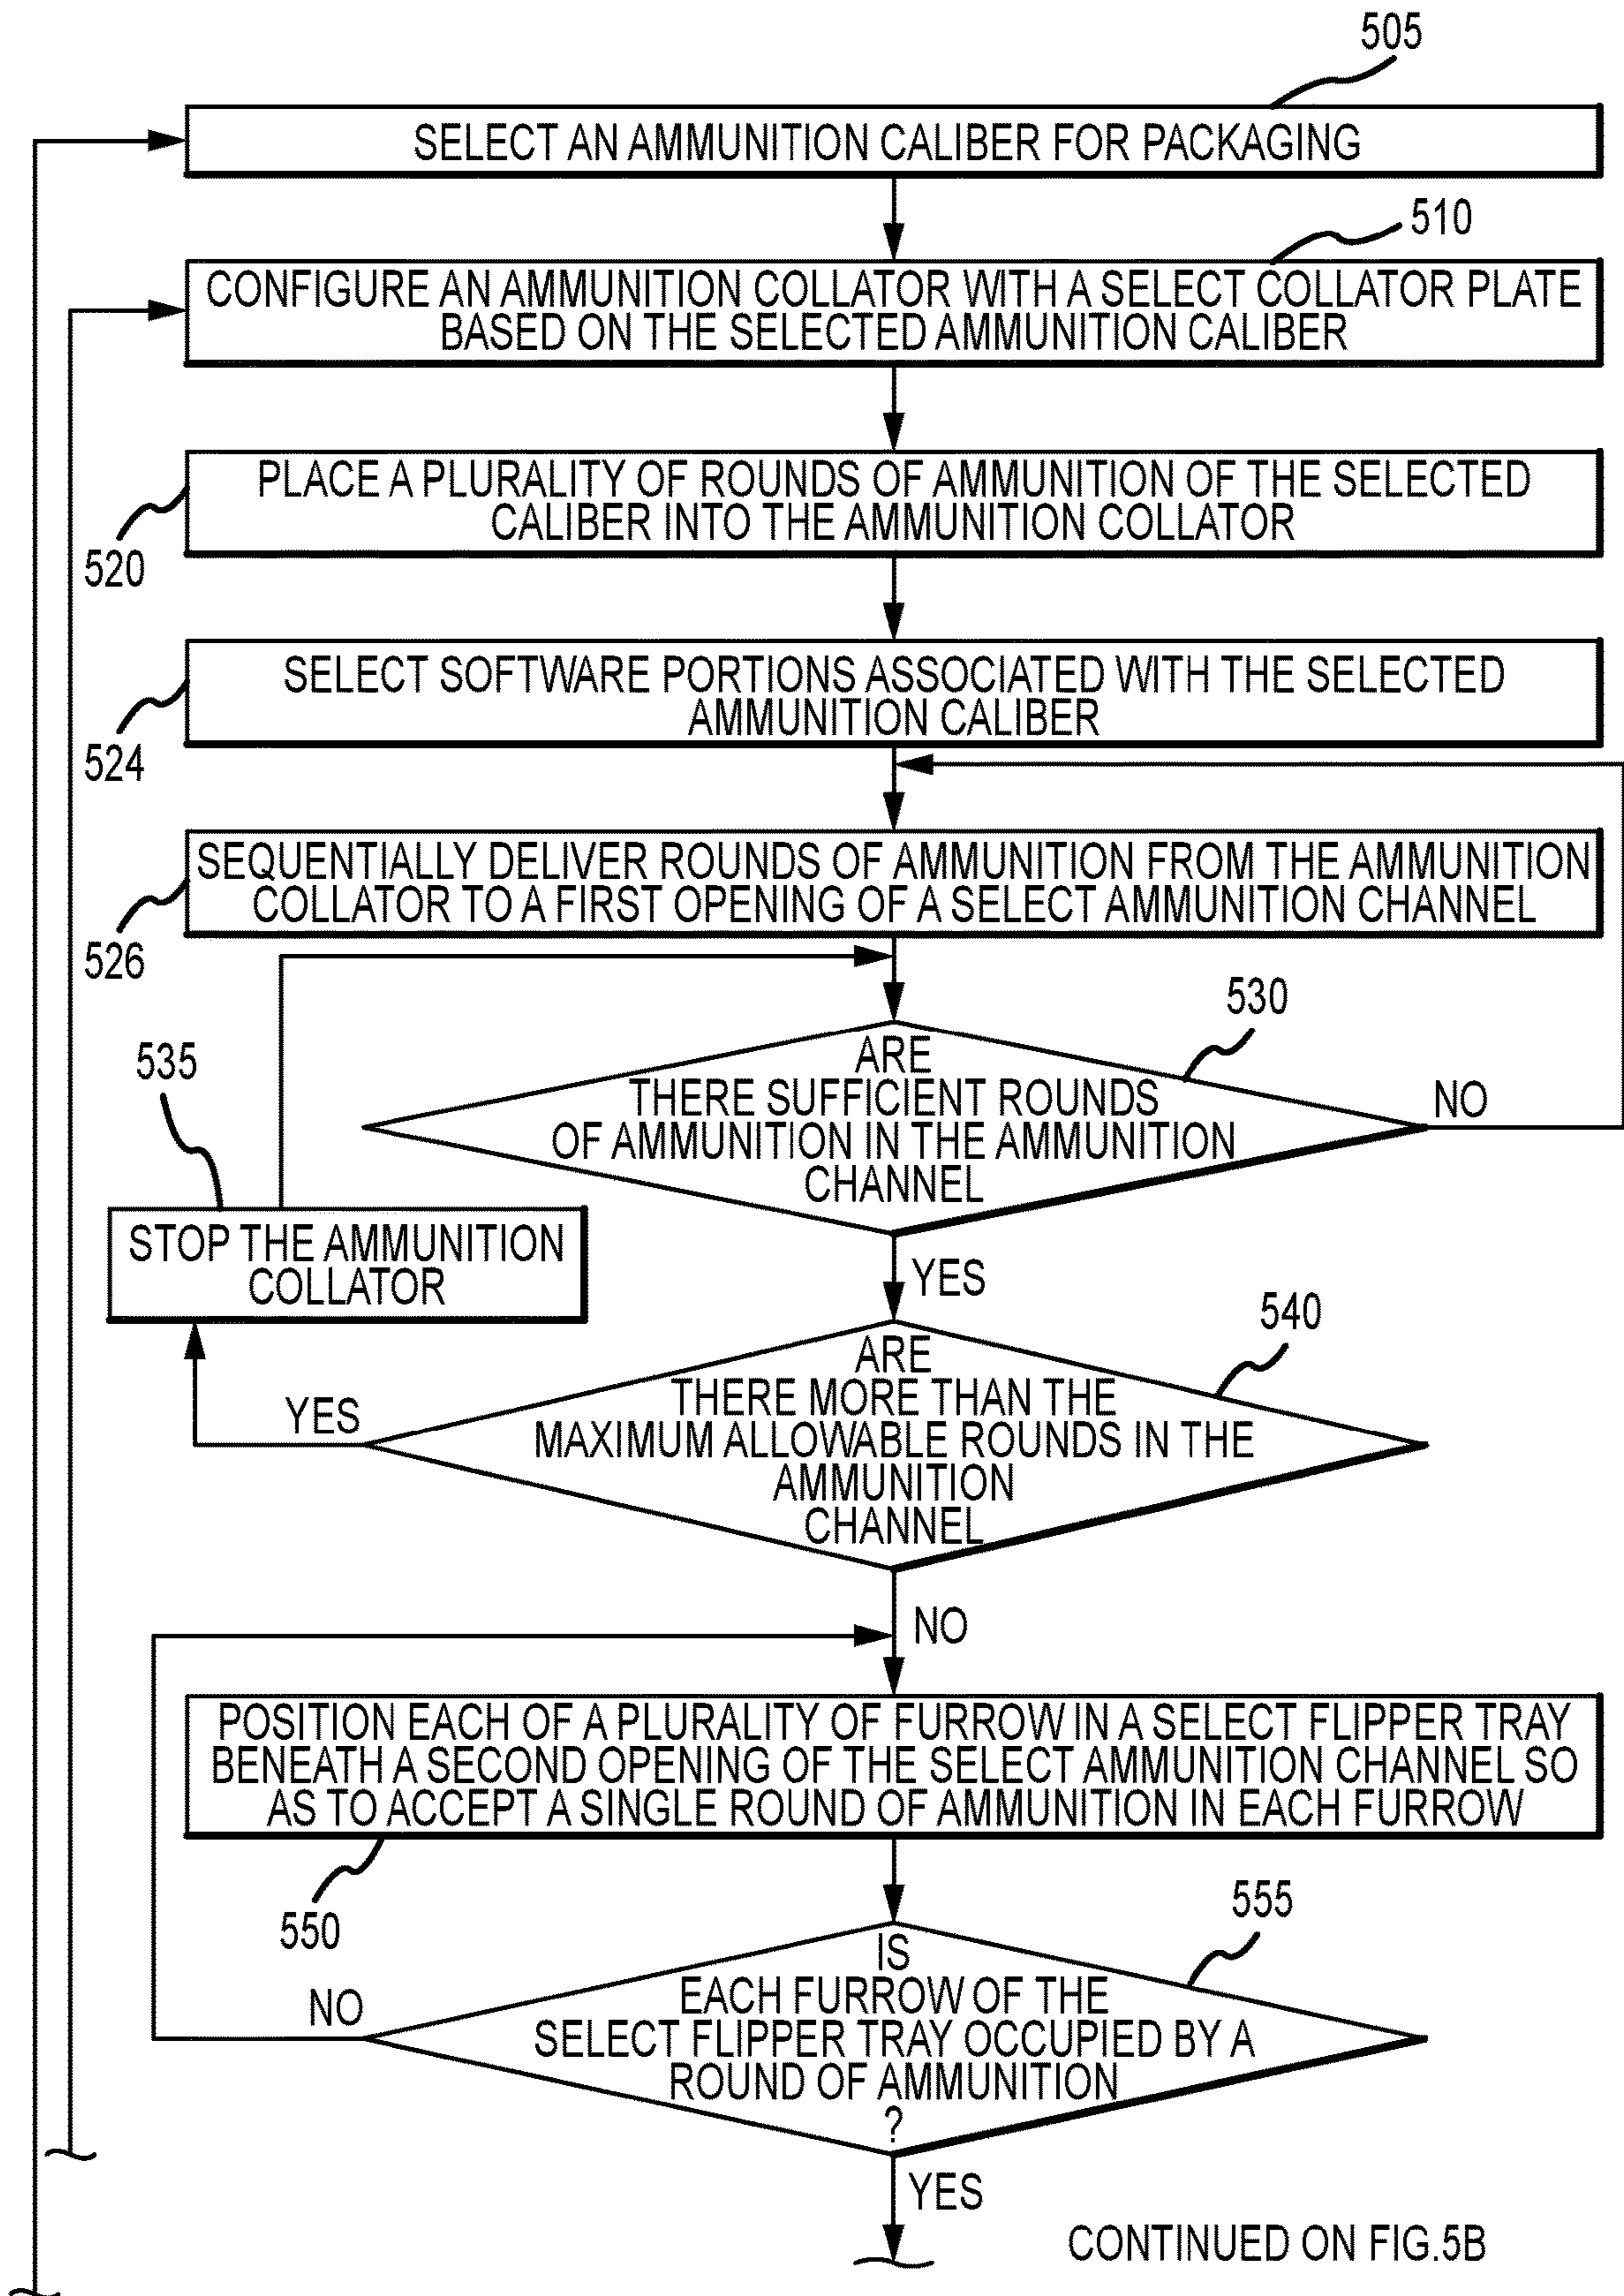 505
SELECT AN AMMUNITION CALIBER FOR PACKAGING
510
CONFIGURE AN AMMUNITION COLLATOR WITH A SELECT COLLATOR PLATE
BASED ON THE SELECTED AMMUNITION CALIBER
PLACE A PLURALITY OF ROUNDS OF AMMUNITION OF THE SELECTED
CALIBER INTO THE AMMUNITION COLLATOR
520
SELECT SOFTWARE PORTIONS ASSOCIATED WITH THE SELECTED
AMMUNITION CALIBER
524
SEQUENTIALLY DELIVER ROUNDS OF AMMUNITION FROM THE AMMUNITION
COLLATOR TO A FIRST OPENING OF A SELECT AMMUNITION CHANNEL
526
530
ARE
THERE SUFFICIENT ROUNDS
OF AMMUNITION IN THE AMMUNITION
CHANNEL
NO
535
STOP THE AMMUNITION
COLLATOR
YES
540
ARE
THERE MORE THAN THE
MAXIMUM ALLOWABLE ROUNDS IN THE
AMMUNITION
CHANNEL
YES
NO
POSITION EACH OF A PLURALITY OF FURROW IN A SELECT FLIPPER TRAY
BENEATH A SECOND OPENING OF THE SELECT AMMUNITION CHANNEL SO
AS TO ACCEPT A SINGLE ROUND OF AMMUNITION IN EACH FURROW
550
555
IS
EACH FURROW OF THE
SELECT FLIPPER TRAY OCCUPIED BY A
ROUND OF AMMUNITION
?
NO
YES
CONTINUED ON FIG.5B